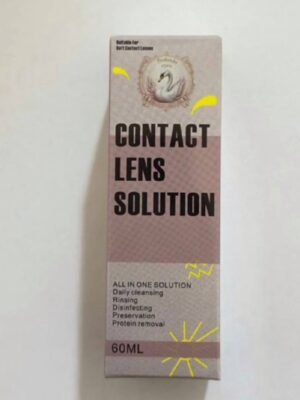 Suitable for
Soft Contact Lenses
CONTACT
LENS
SOLUTION
ALL IN ONE SOLUTION
Daily cleansing
Rinsing
Disinfecting
Preservation
Protein removal
60ML